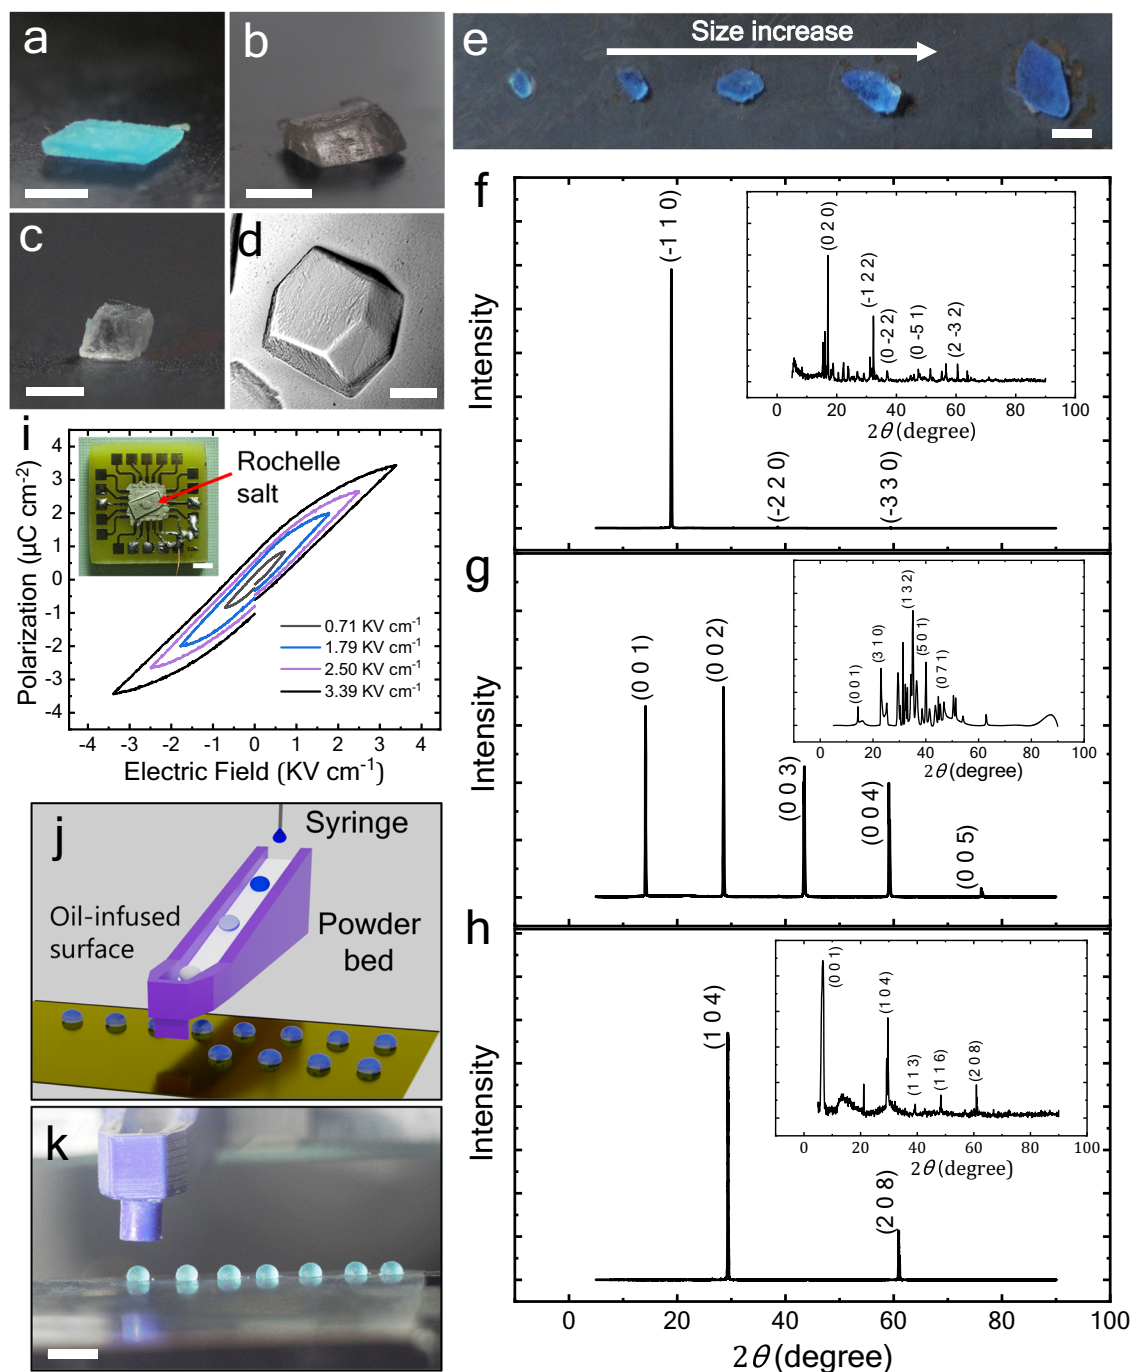 a
b
e
Size increase
c
d
f
Intensity
(-1 1 0)
(-2 2 0)
(-3 3 0)
(0 2 0)
(-1 2 2)
(0 -2 2)
(0 -5 1)
(2 -3 2)
0 20 40 60 80 100
2θ (degree)
i
Rochelle
salt
Polarization (µC cm-2)
4
3
2
1
0
-1
-2
-3
-4
0.71 KV cm-1
1.79 KV cm-1
2.50 KV cm-1
3.39 KV cm-1
-4 -3 -2 -1 0 1 2 3 4
Electric Field (KV cm-1)
g
Intensity
(0 0 1)
(0 0 2)
(0 0 3)
(0 0 4)
(0 0 5)
(0 0 1)
(3 1 0)
(1 3 2)
(5 0 1)
(0 7 1)
0 20 40 60 80 100
2θ (degree)
j
Syringe
Oil-infused
surface
Powder
bed
h
Intensity
(1 0 4)
(2 0 8)
(0 0 1)
(1 0 4)
(1 1 3)
(1 1 6)
(2 0 8)
0 20 40 60 80 100
2θ (degree)
k
0 20 40 60 80 100
2θ (degree)